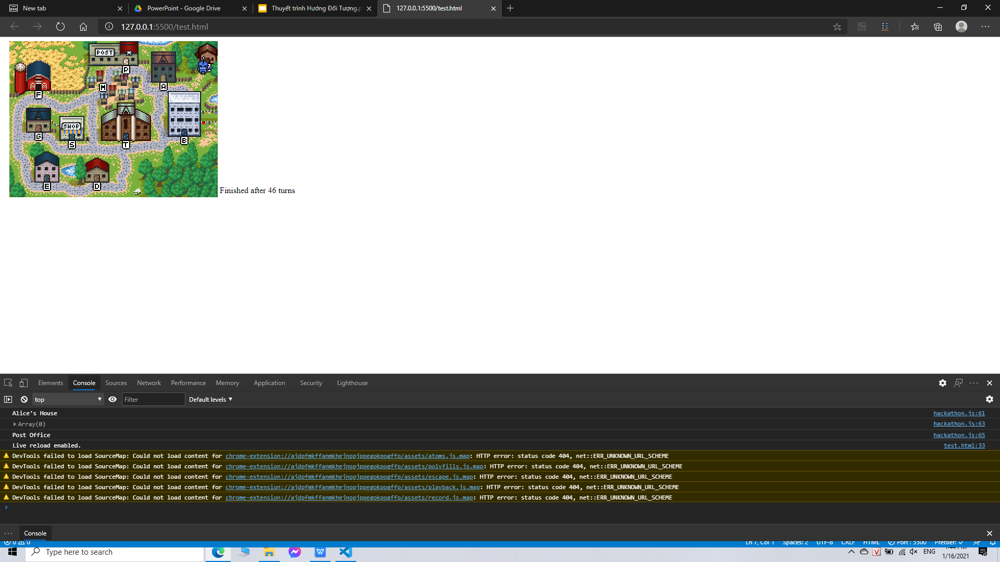 New tab
PowerPoint - Google Drive
Thuyết trình Hướng Đối Tượng.p
127.0.0.1:5500/test.html
127.0.0.1:5500/test.html
POST
P
M
A
F
SHOP
G
S
T
B
E
D
Finished after 46 turns
Elements Console Sources Network Performance Memory Application Security Lighthouse
top Filter Default levels
Alice's House hackathon.js:61
Array(0) hackathon.js:63
Post Office hackathon.js:65
Live reload enabled. test.html:33
DevTools failed to load SourceMap: Could not load content for chrome-extension://ajdpfmkffanmkhejnopjppegokpogffp/assets/atoms.js.map: HTTP error: status code 404, net::ERR_UNKNOWN_URL_SCHEME
DevTools failed to load SourceMap: Could not load content for chrome-extension://ajdpfmkffanmkhejnopjppegokpogffp/assets/polyfills.js.map: HTTP error: status code 404, net::ERR_UNKNOWN_URL_SCHEME
DevTools failed to load SourceMap: Could not load content for chrome-extension://ajdpfmkffanmkhejnopjppegokpogffp/assets/escape.js.map: HTTP error: status code 404, net::ERR_UNKNOWN_URL_SCHEME
DevTools failed to load SourceMap: Could not load content for chrome-extension://ajdpfmkffanmkhejnopjppegokpogffp/assets/playback.js.map: HTTP error: status code 404, net::ERR_UNKNOWN_URL_SCHEME
DevTools failed to load SourceMap: Could not load content for chrome-extension://ajdpfmkffanmkhejnopjppegokpogffp/assets/record.js.map: HTTP error: status code 404, net::ERR_UNKNOWN_URL_SCHEME
Console
0 0 Ln 7, Col 1 Spaces: 2 UTF-8 CRLF HTML Port : 5500 Prettier: ✓
Type here to search
ENG
1/16/2021